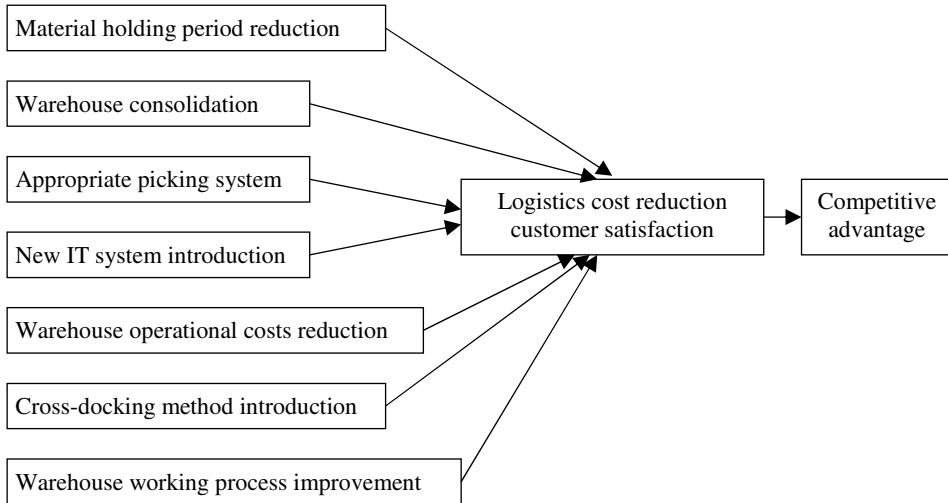 Material holding period reduction
Warehouse consolidation
Appropriate picking system
New IT system introduction
Warehouse operational costs reduction
Cross-docking method introduction
Warehouse working process improvement
Logistics cost reduction
customer satisfaction
Competitive
advantage